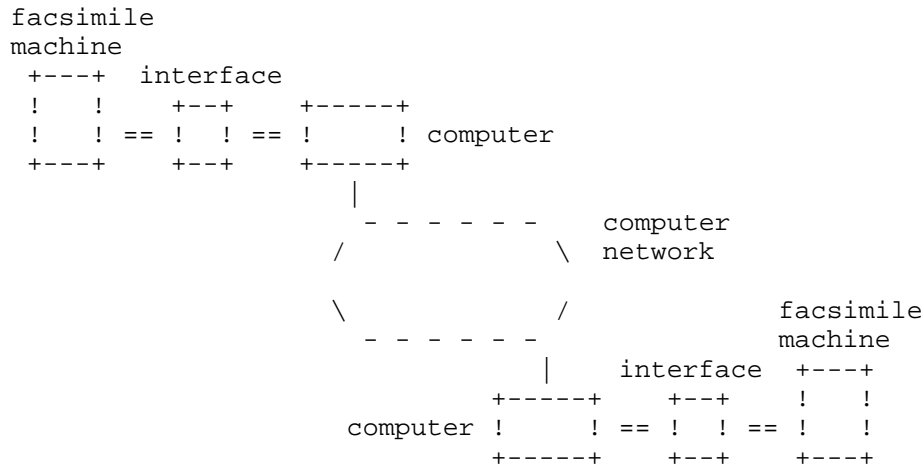 facsimile
machine
+---+ interface
! ! +--+ +-----+
! ! == ! ! == ! ! computer
+---+ +--+ +-----+
|
- - - - - - computer
/ \ network
\ / facsimile
- - - - - - machine
| interface +---+
+-----+ +--+ ! !
computer ! ! == ! ! == ! !
+-----+ +--+ +---+